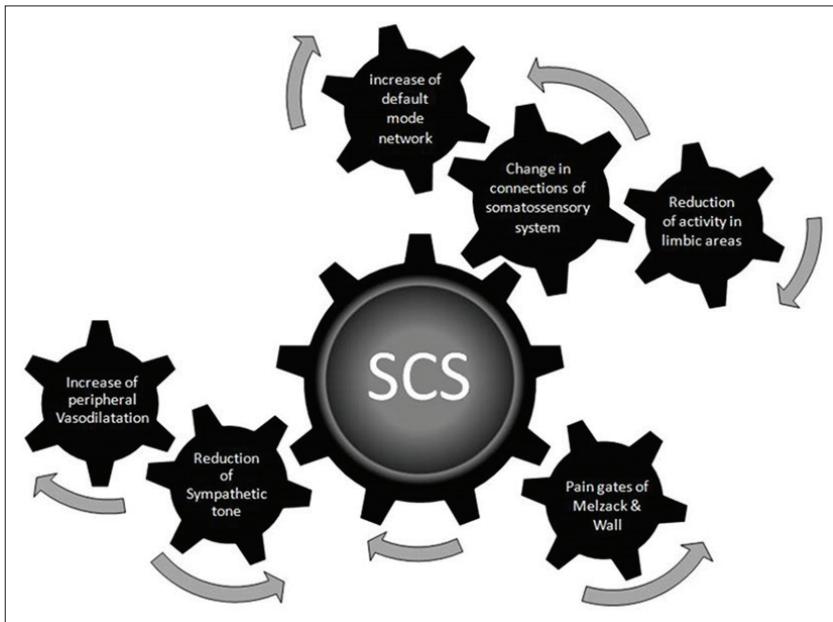 increase of
default
mode
network
Change in
connections of
somatossensory
system
Reduction
of activity in
limbic areas
SCS
Increase of
peripheral
Vasodilatation
Reduction
of
Sympathetic
tone
Pain gates of
Melzack &
Wall